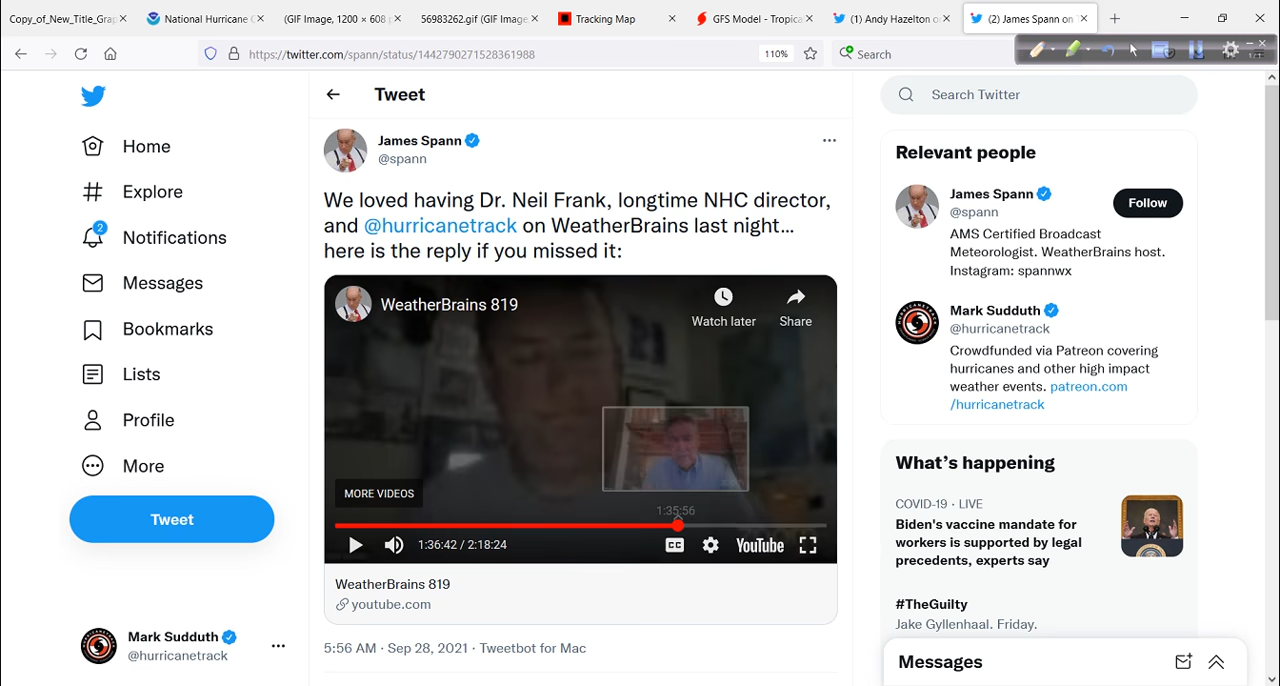 Copy_of_New_Title_Grap
National Hurricane C
(GIF Image, 1200 × 608 p
56983262.gif (GIF Image
Tracking Map
GFS Model - Tropica
(1) Andy Hazelton o
(2) James Spann on
https://twitter.com/spann/status/1442790271528361988
110%
Search
Tweet
Search Twitter
Home
Explore
2
Notifications
Messages
Bookmarks
Lists
Profile
More
Tweet
Mark Sudduth
@hurricanetrack
James Spann
@spann
We loved having Dr. Neil Frank, longtime NHC director,
and @hurricanetrack on WeatherBrains last night...
here is the reply if you missed it:
WeatherBrains 819
Watch later
Share
MORE VIDEOS
1:35:56
1:36:42 / 2:18:24
CC
YouTube
WeatherBrains 819
youtube.com
5:56 AM · Sep 28, 2021 · Tweetbot for Mac
Relevant people
James Spann
@spann
Follow
AMS Certified Broadcast
Meteorologist. WeatherBrains host.
Instagram: spannwx
Mark Sudduth
@hurricanetrack
Crowdfunded via Patreon covering
hurricanes and other high impact
weather events. patreon.com
/hurricanetrack
What's happening
COVID-19 · LIVE
Biden's vaccine mandate for
workers is supported by legal
precedents, experts say
#TheGuilty
Jake Gyllenhaal. Friday.
Messages